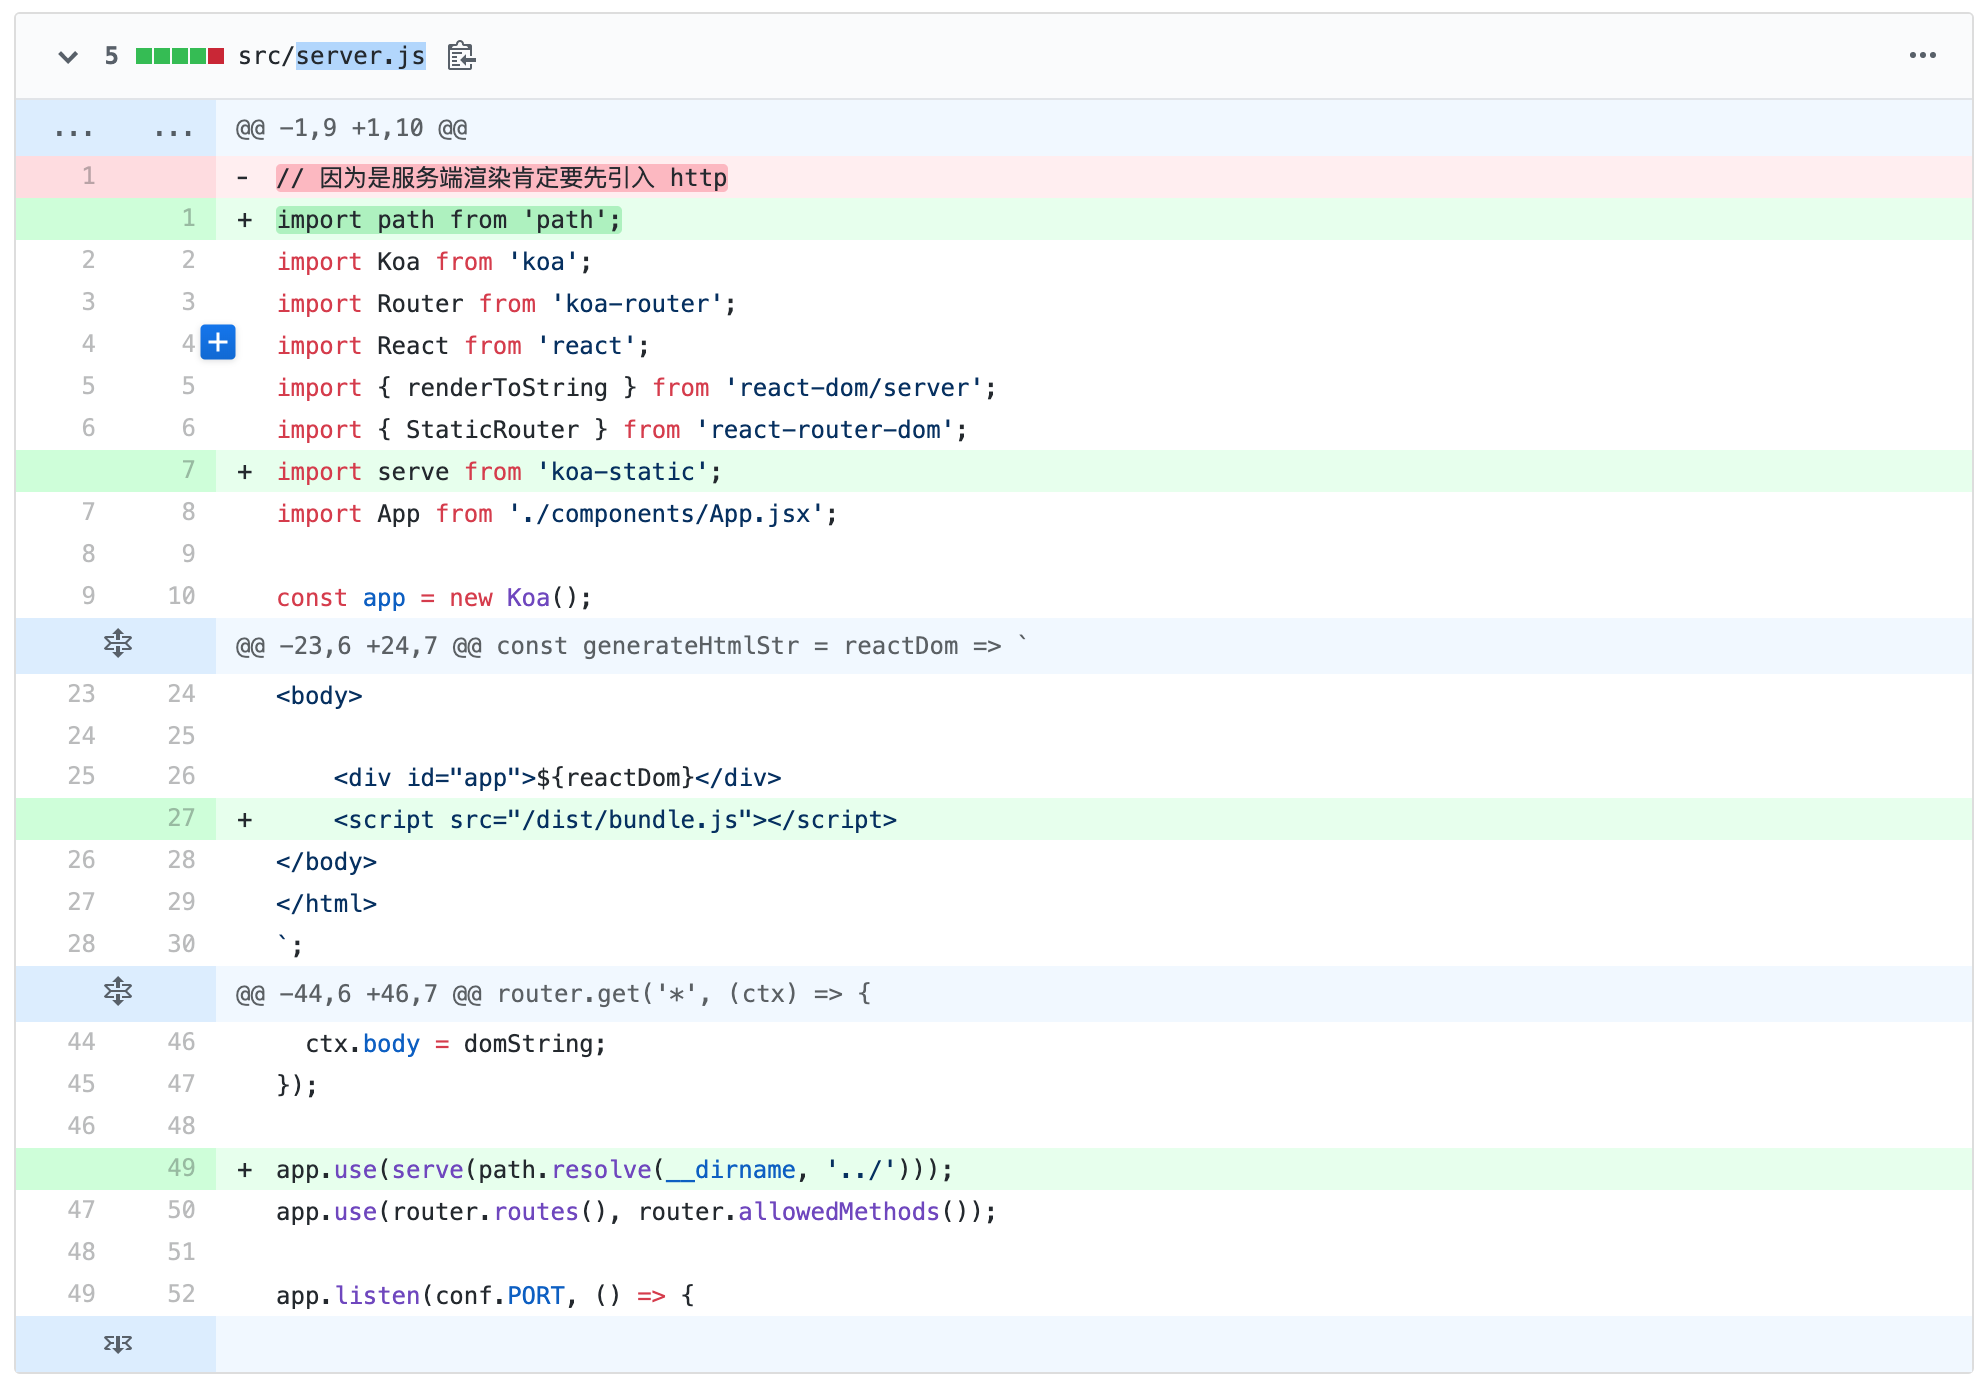 5 src/server.js
... ... @@ -1,9 +1,10 @@
1 - // 因为是服务端渲染肯定要先引入 http
1 + import path from 'path';
2 2 import Koa from 'koa';
3 3 import Router from 'koa-router';
4 4 import React from 'react';
5 5 import { renderToString } from 'react-dom/server';
6 6 import { StaticRouter } from 'react-router-dom';
7 + import serve from 'koa-static';
7 8 import App from './components/App.jsx';
8 9
9 10 const app = new Koa();
@@ -23,6 +24,7 @@ const generateHtmlStr = reactDom => `
23 24 <body>
24 25
25 26 <div id="app">${reactDom}</div>
27 + <script src="/dist/bundle.js"></script>
26 28 </body>
27 29 </html>
28 30 `;
@@ -44,6 +46,7 @@ router.get('*', (ctx) => {
44 46 ctx.body = domString;
45 47 });
46 48
49 + app.use(serve(path.resolve(__dirname, '../')));
47 50 app.use(router.routes(), router.allowedMethods());
48 51
49 52 app.listen(conf.PORT, () => {